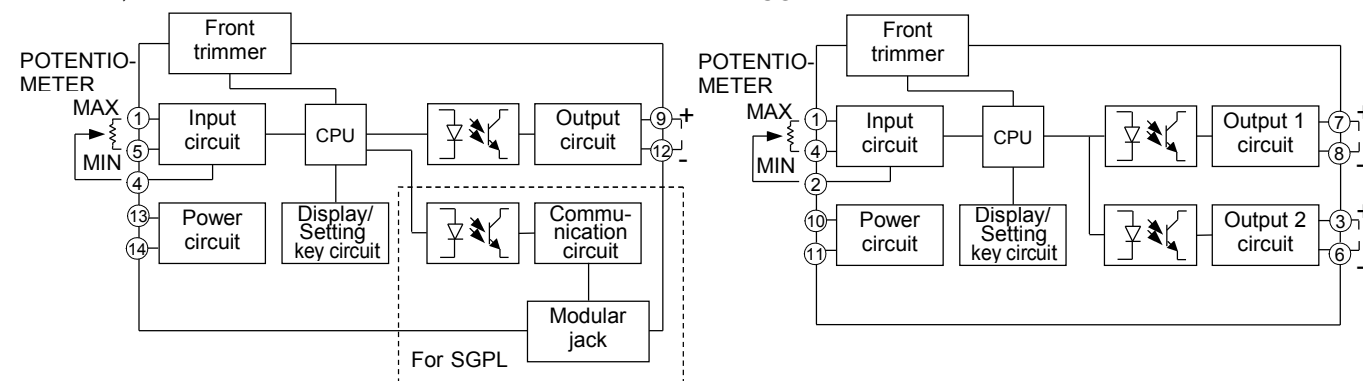 Front
trimmer
POTENTIO-
METER
MAX
MIN
1
5
4
13
14
Input
circuit
CPU
Output
circuit
9
+
12
-
Power
circuit
Display/
Setting
key circuit
Commu-
nication
circuit
Modular
jack
For SGPL
Front
trimmer
POTENTIO-
METER
MAX
MIN
1
4
2
10
11
Input
circuit
CPU
Output 1
circuit
7
+
8
-
Power
circuit
Display/
Setting
key circuit
Output 2
circuit
3
+
6
-